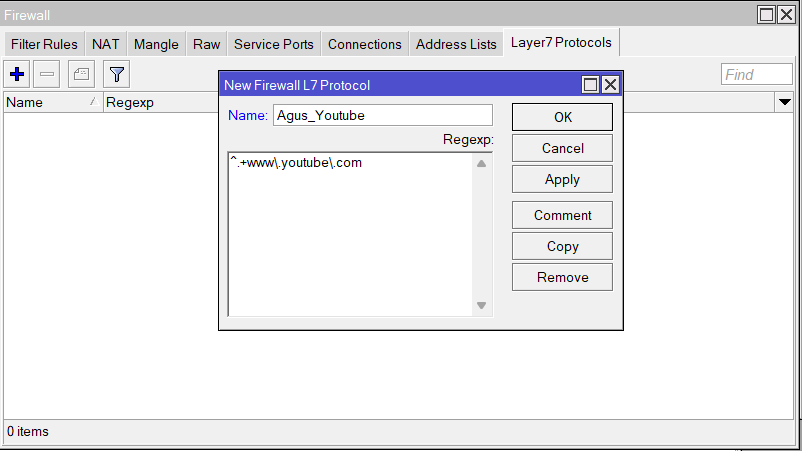 Firewall
Filter Rules NAT Mangle Raw Service Ports Connections Address Lists Layer7 Protocols
Find
Name Regexp
New Firewall L7 Protocol
Name: Agus_Youtube
Regexp:
^.+www\.youtube\.com
OK
Cancel
Apply
Comment
Copy
Remove
0 items